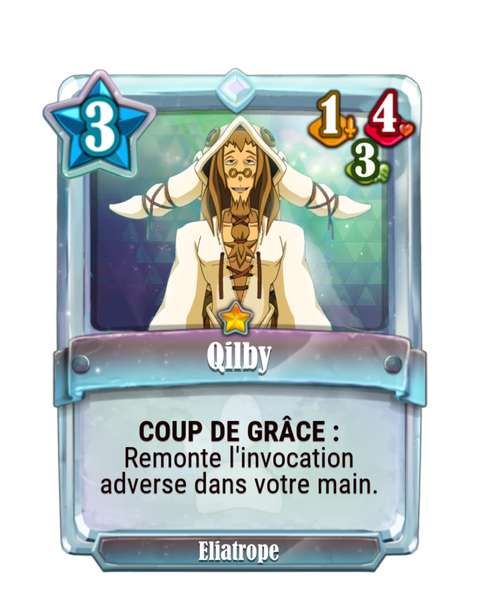 3
1
4
3
Qilby
COUP DE GRÂCE :
Remonte l'invocation
adverse dans votre main.
Eliatrope